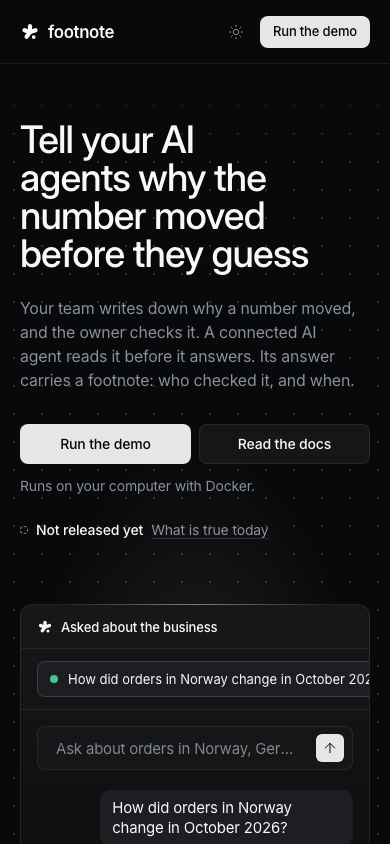 footnote
Run the demo
Tell your AI
agents why the
number moved
before they guess
Your team writes down why a number moved,
and the owner checks it. A connected AI
agent reads it before it answers. Its answer
carries a footnote: who checked it, and when.
Run the demo
Read the docs
Runs on your computer with Docker.
Not released yet What is true today
Asked about the business
How did orders in Norway change in October 202
Ask about orders in Norway, Ger...
How did orders in Norway
change in October 2026?